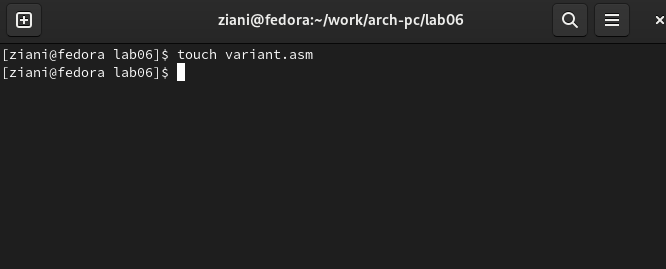 ziani@fedora:~/work/arch-pc/lab06
[ziani@fedora lab06]$ touch variant.asm
[ziani@fedora lab06]$